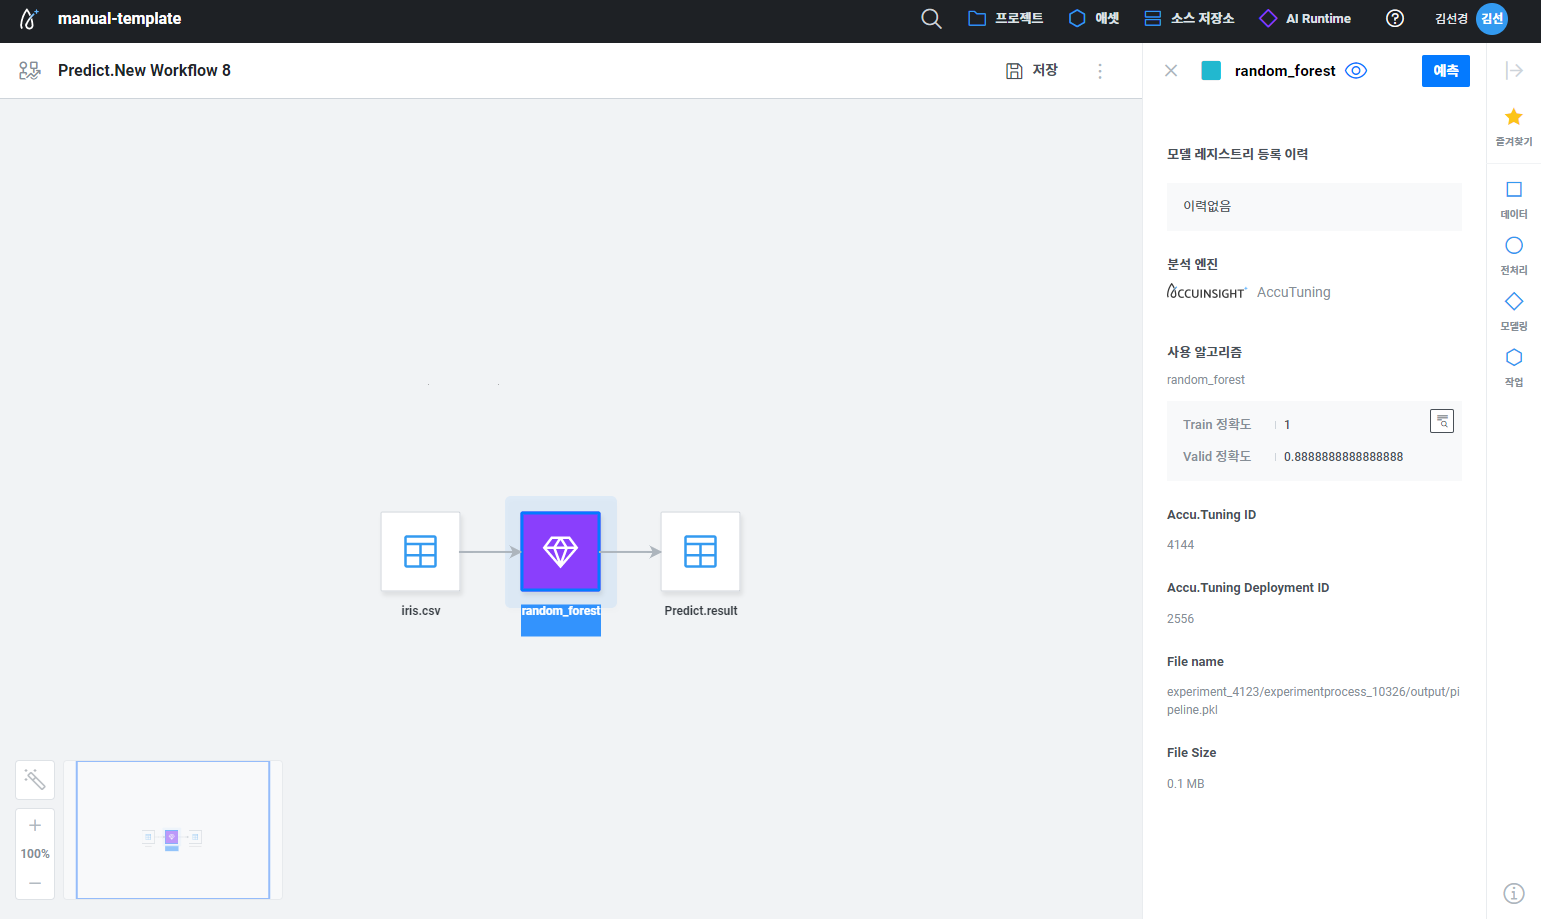 manual-template
프로젝트
애셋
소스 저장소
AI Runtime
김선경
김선
Predict.New Workflow 8
저장
random_forest
예측
즐겨찾기
모델 레지스트리 등록 이력
이력없음
데이터
분석 엔진
전처리
ACCUINSIGHT+ AccuTuning
모델링
사용 알고리즘
random_forest
작업
Train 정확도 1
Valid 정확도 0.8888888888888888
Accu.Tuning ID
4144
Accu.Tuning Deployment ID
2556
File name
experiment_4123/experimentprocess_10326/output/pi
peline.pkl
File Size
0.1 MB
iris.csv
random_forest
Predict.result
100%